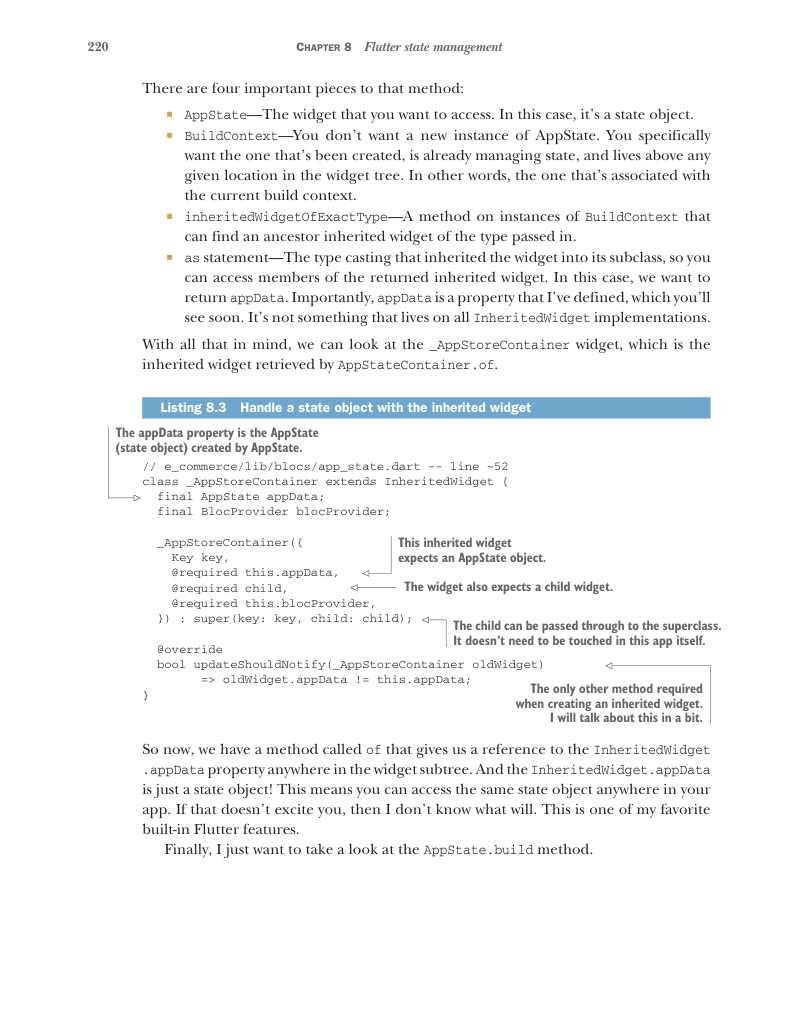 220
CHAPTER 8 Flutter state management
There are four important pieces to that method:
■ AppState—The widget that you want to access. In this case, it’s a state object.
■ BuildContext—You don’t want a new instance of AppState. You specifically
want the one that’s been created, is already managing state, and lives above any
given location in the widget tree. In other words, the one that’s associated with
the current build context.
■ inheritedWidgetOfExactType—A method on instances of BuildContext that
can find an ancestor inherited widget of the type passed in.
■ as statement—The type casting that inherited the widget into its subclass, so you
can access members of the returned inherited widget. In this case, we want to
return appData. Importantly, appData is a property that I’ve defined, which you’ll
see soon. It’s not something that lives on all InheritedWidget implementations.
With all that in mind, we can look at the _AppStoreContainer widget, which is the
inherited widget retrieved by AppStateContainer.of.
Listing 8.3 Handle a state object with the inherited widget
The appData property is the AppState
(state object) created by AppState.
// e_commerce/lib/blocs/app_state.dart -- line ~52
class _AppStoreContainer extends InheritedWidget {
final AppState appData;
final BlocProvider blocProvider;
_AppStoreContainer({
Key key,
@required this.appData,
@required child,
@required this.blocProvider,
}) : super(key: key, child: child);
This inherited widget
expects an AppState object.
The widget also expects a child widget.
The child can be passed through to the superclass.
It doesn’t need to be touched in this app itself.
@override
bool updateShouldNotify(_AppStoreContainer oldWidget)
=> oldWidget.appData != this.appData;
}
The only other method required
when creating an inherited widget.
I will talk about this in a bit.
So now, we have a method called of that gives us a reference to the InheritedWidget
.appData property anywhere in the widget subtree. And the InheritedWidget.appData
is just a state object! This means you can access the same state object anywhere in your
app. If that doesn’t excite you, then I don’t know what will. This is one of my favorite
built-in Flutter features.
Finally, I just want to take a look at the AppState.build method.